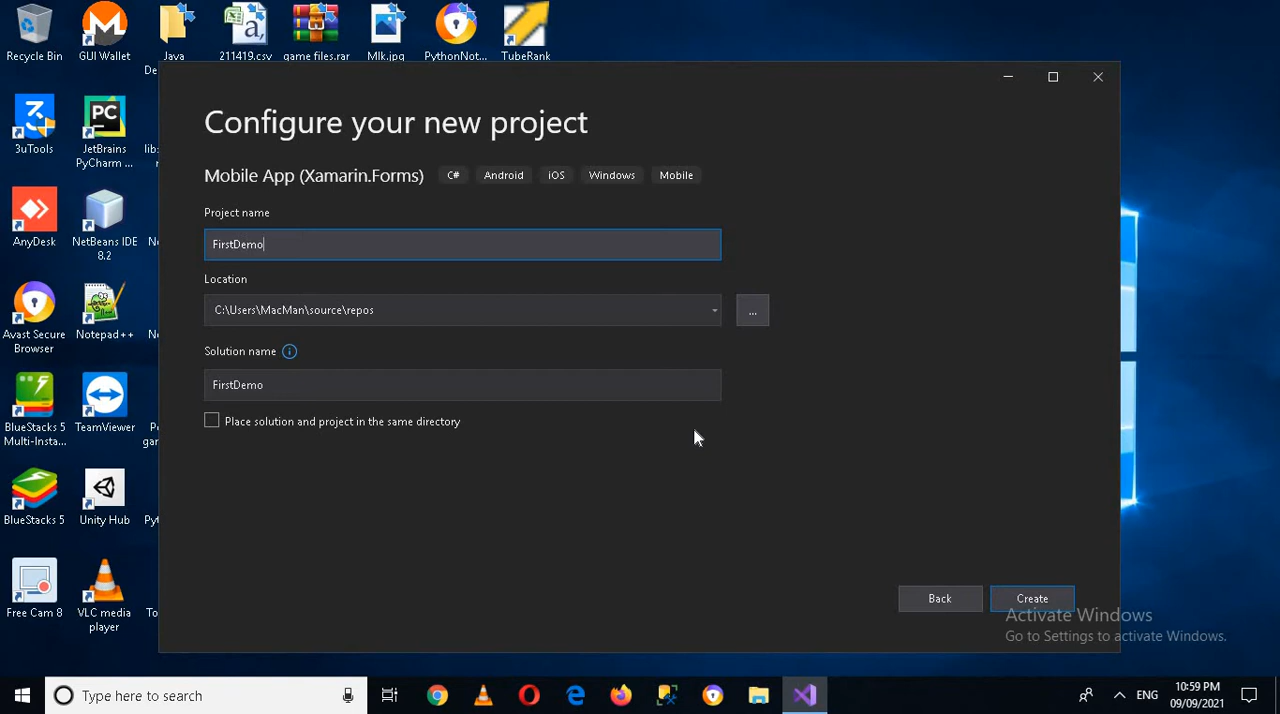 Recycle Bin
GUI Wallet
Java
211419.csv
game files.rar
Mlk.jpg
PythonNot...
TubeRank
De
3uTools
JetBrains
PyCharm ...
lib:
AnyDesk
NetBeans IDE
8.2
Avast Secure
Browser
Notepad++
BlueStacks 5
Multi-Insta...
TeamViewer
BlueStacks 5
Unity Hub
Free Cam 8
VLC media
player
Configure your new project
Mobile App (Xamarin.Forms)
C#
Android
iOS
Windows
Mobile
Project name
FirstDemo
Location
C:\Users\MacMan\source\repos
...
Solution name
FirstDemo
Place solution and project in the same directory
Back
Create
Activate Windows
Go to Settings to activate Windows.
Type here to search
ENG
10:59 PM
09/09/2021